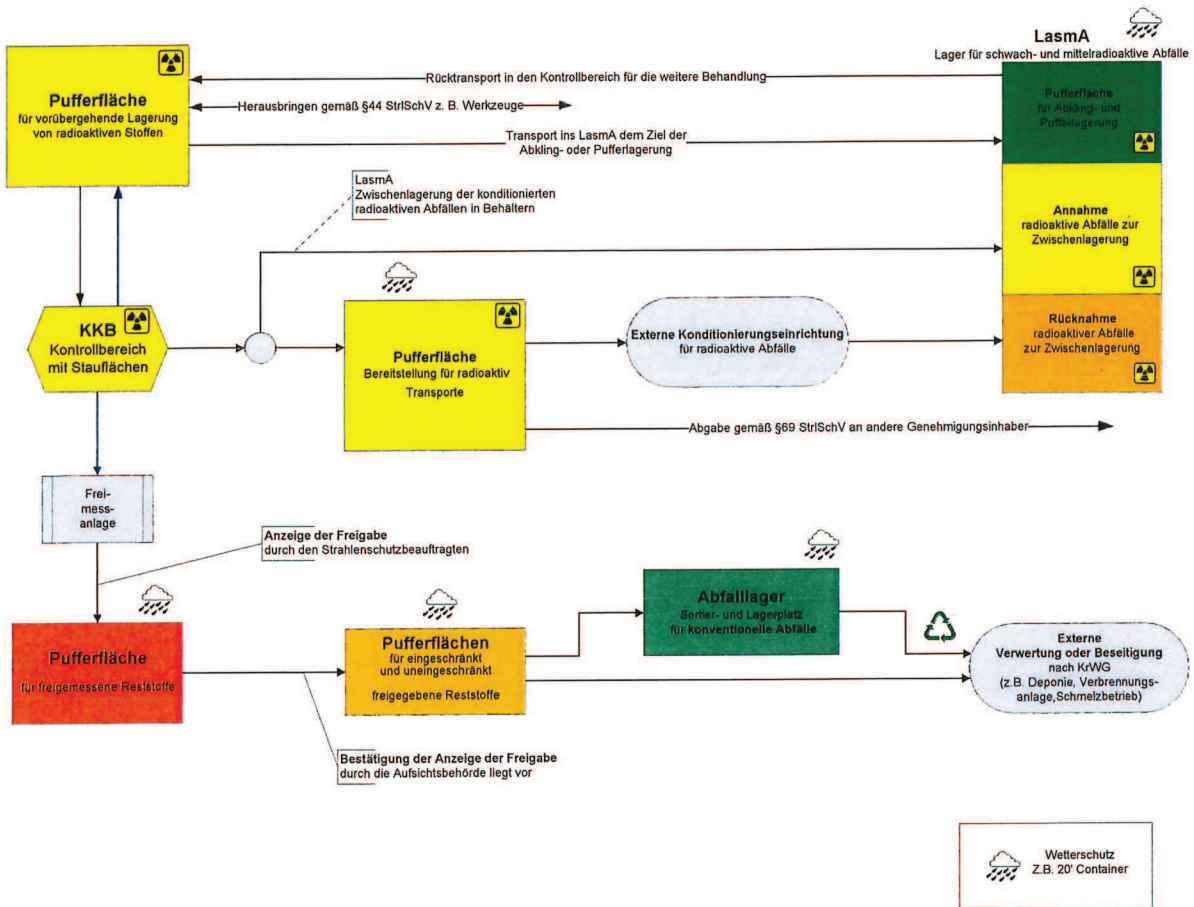 LasmA
Lager für schwach- und mittelradioaktive Abfälle
Pufferfläche
für vorübergehende Lagerung
von radioaktiven Stoffen
Rücktransport in den Kontrollbereich für die weitere Behandlung
Herausbringen gemäß §44 StrlSchV z. B. Werkzeuge
Transport ins LasmA dem Ziel der
Abkling- oder Pufferlagerung
Pufferfläche
für Abkling- und
Pufferlagerung
LasmA
Zwischenlagerung der konditionierten
radioaktiven Abfällen in Behältern
Annahme
radioaktive Abfälle zur
Zwischenlagerung
KKB
Kontrollbereich
mit Stauflächen
Pufferfläche
Bereitstellung für radioaktiv
Transporte
Externe Konditionierungseinrichtung
für radioaktive Abfälle
Rücknahme
radioaktiver Abfälle
zur Zwischenlagerung
Abgabe gemäß §69 StrlSchV an andere Genehmigungsinhaber
Frei-
mess-
anlage
Anzeige der Freigabe
durch den Strahlenschutzbeauftragten
Pufferfläche
für freigemessene Reststoffe
Pufferflächen
für eingeschränkt
und uneingeschränkt
freigegebene Reststoffe
Abfalllager
Sortier- und Lagerplatz
für konventionelle Abfälle
Externe
Verwertung oder Beseitigung
nach KrWG
(z.B. Deponie, Verbrennungs-
anlage,Schmelzbetrieb)
Bestätigung der Anzeige der Freigabe
durch die Aufsichtsbehörde liegt vor
Wetterschutz
Z.B. 20' Container